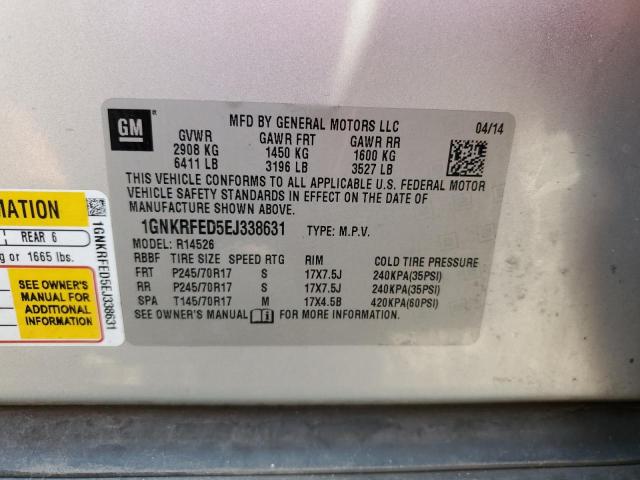 GM
MFD BY GENERAL MOTORS LLC
04/14
GVWR GAWR FRT GAWR RR
2908 KG 1450 KG 1600 KG
6411 LB 3196 LB 3527 LB
THIS VEHICLE CONFORMS TO ALL APPLICABLE U.S. FEDERAL MOTOR
VEHICLE SAFETY STANDARDS IN EFFECT ON THE DATE OF
MANUFACTURE SHOWN ABOVE.
1GNKRFED5EJ338631 TYPE: M.P.V.
MODEL: R14526
RBBF TIRE SIZE SPEED RTG RIM COLD TIRE PRESSURE
FRT P245/70R17 S 17X7.5J 240KPA(35PSI)
RR P245/70R17 S 17X7.5J 240KPA(35PSI)
SPA T145/70R17 M 17X4.5B 420KPA(60PSI)
SEE OWNER'S MANUAL FOR MORE INFORMATION.
REAR 6
or 1665 lbs.
SEE OWNER'S
MANUAL FOR
ADDITIONAL
INFORMATION
1GNKRFED5EJ338631